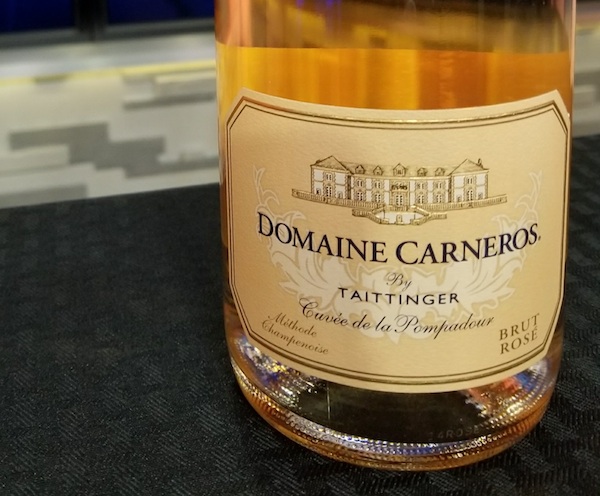 DOMAINE CARNEROS.
By
TAITTINGER
Cuvée de la Pompadour
Méthode
Champenoise
BRUT
ROSÉ